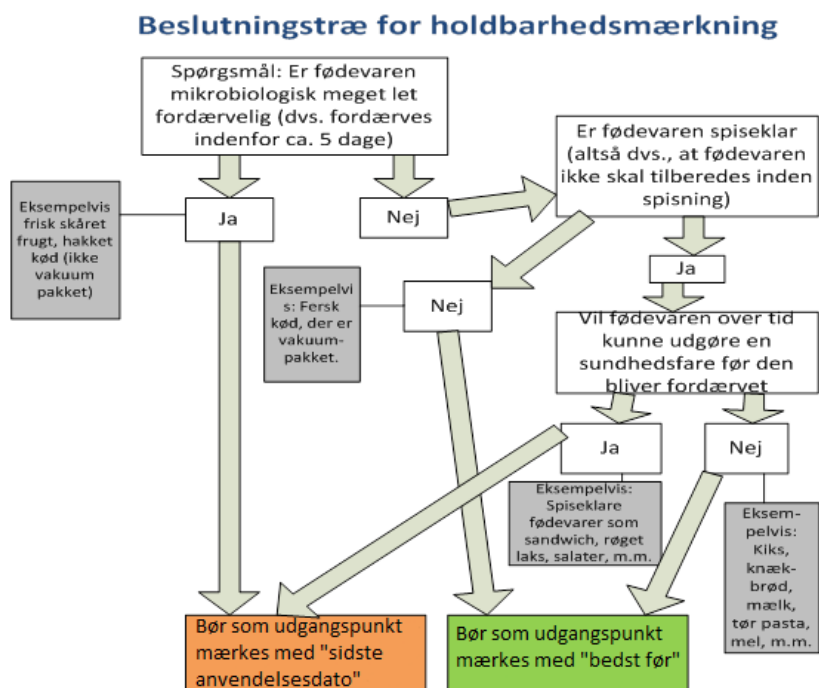 Beslutningstræ for holdbarhedsmærkning
Spørgsmål: Er fødevaren
mikrobiologisk meget let
fordærvelig (dvs. fordærves
indenfor ca. 5 dage)
Er fødevaren spiseklar
(altså dvs., at fødevaren
ikke skal tilberedes inden
spisning)
Eksempelvis
frisk skåret
frugt, hakket
kød (ikke
vakuum
pakket)
Ja
Nej
Ja
Eksempelv
is: Fersk
kød, der er
vakuum-
pakket.
Nej
Vil fødevaren over tid
kunne udgøre en
sundhedsfare før den
bliver fordærvet
Ja
Nej
Eksempelvis:
Spiseklare
fødevarer som
sandwich, røget
laks, salater, m.m.
Eksem-
pelvis:
Kiks,
knæk-
brød,
mælk,
tør pasta,
mel, m.m.
Bør som udgangspunkt
mærkes med "sidste
anvendelsesdato"
Bør som udgangspunkt
mærkes med "bedst før"